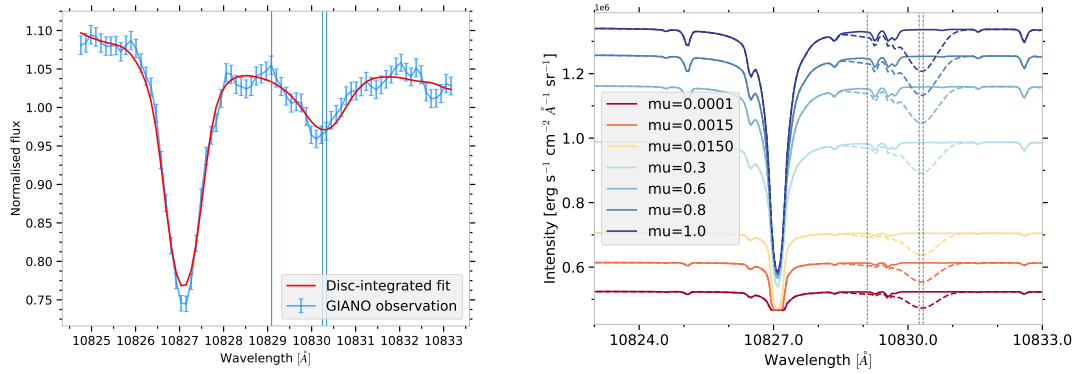 1.10
1.05
1.00
0.95
0.90
0.85
0.80
0.75
Normalised flux
10825 10826 10827 10828 10829 10830 10831 10832 10833
Wavelength [Å]
Disc-integrated fit
GIANO observation
1e6
1.2
1.0
0.8
0.6
Intensity [erg s⁻¹ cm⁻² Å⁻¹ sr⁻¹]
mu=0.0001
mu=0.0015
mu=0.0150
mu=0.3
mu=0.6
mu=0.8
mu=1.0
10824.0 10827.0 10830.0 10833.0
Wavelength [Å]